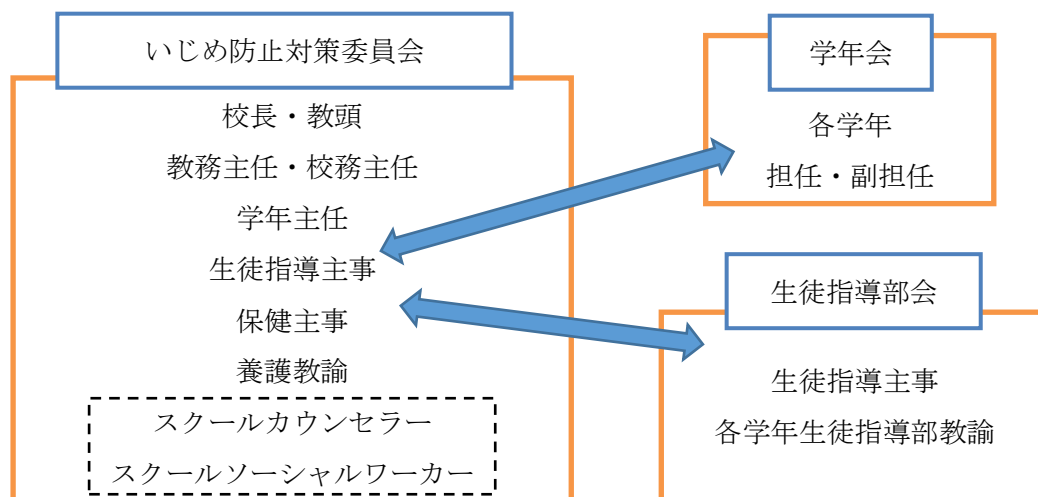 いじめ防止対策委員会
校長・教頭
教務主任・校務主任
学年主任
生徒指導主事
保健主事
養護教諭
スクールカウンセラー
スクールソーシャルワーカー
学年会
各学年
担任・副担任
生徒指導部会
生徒指導主事
各学年生徒指導部教諭